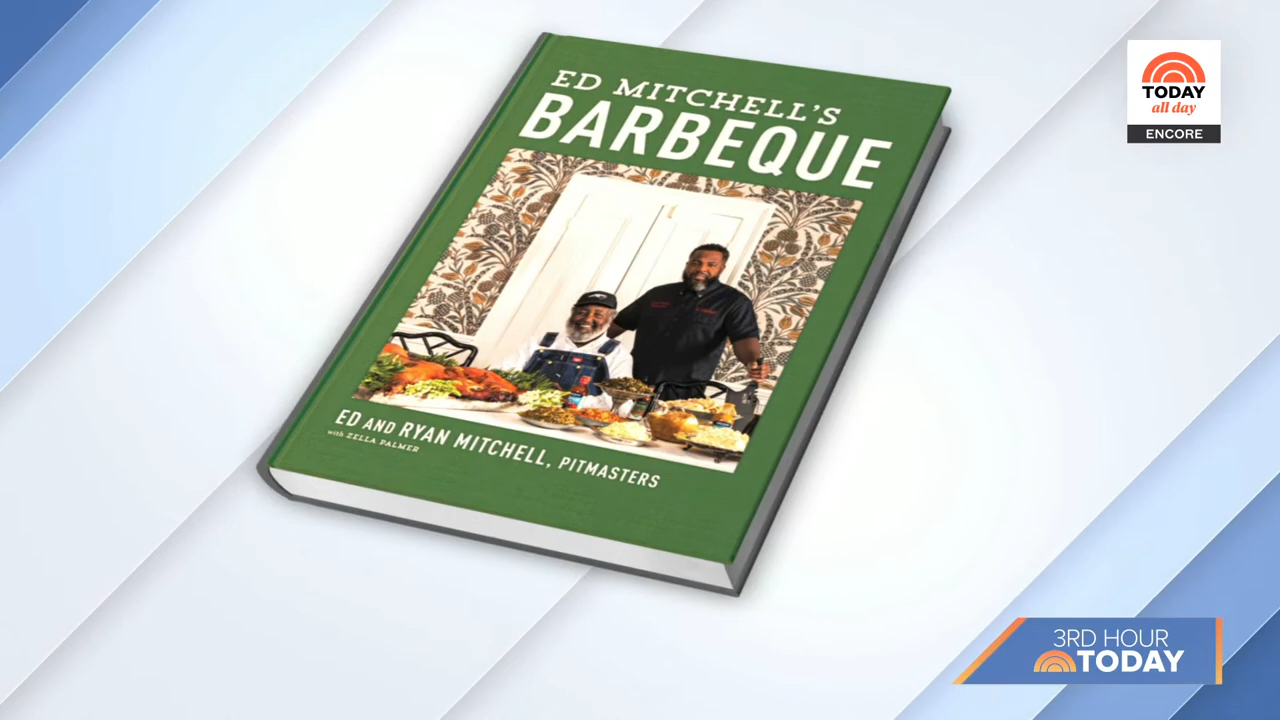 ED MITCHELL'S
BARBEQUE
ED AND RYAN MITCHELL, PITMASTERS
with ZELLA PALMER
TODAY
all day
ENCORE
3RD HOUR
TODAY